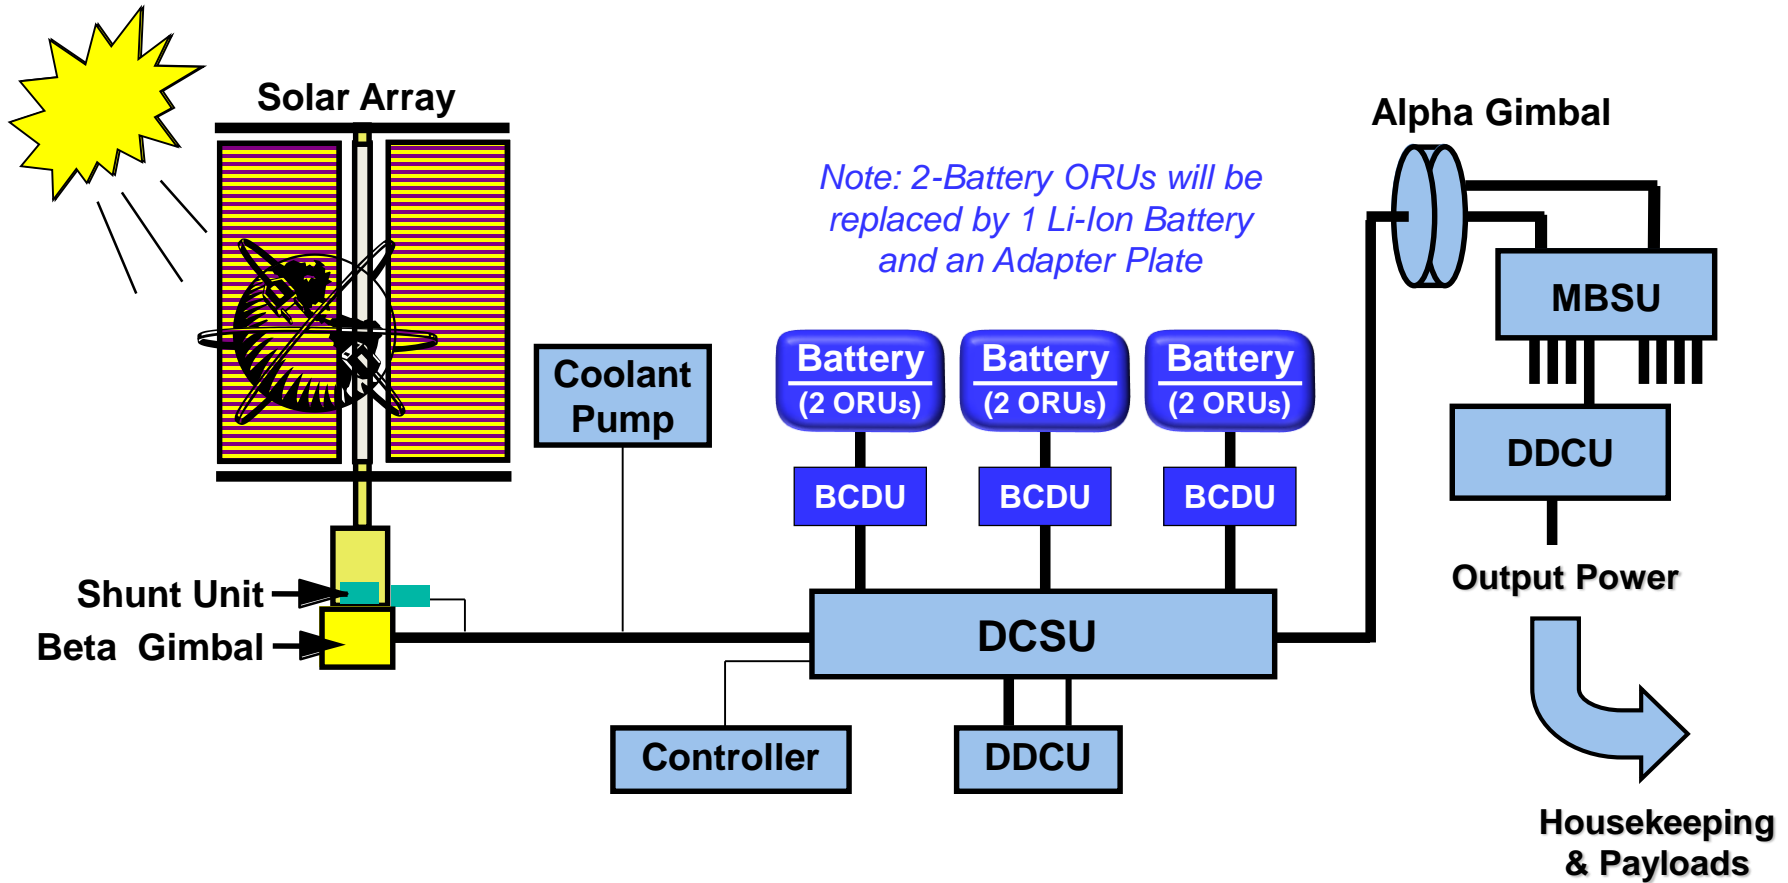 Solar Array
Alpha Gimbal
Note: 2-Battery ORUs will be
replaced by 1 Li-Ion Battery
and an Adapter Plate
MBSU
Coolant
Pump
Battery
(2 ORUs)
Battery
(2 ORUs)
Battery
(2 ORUs)
DDCU
BCDU
BCDU
BCDU
Shunt Unit
Beta  Gimbal
Output Power
DCSU
Controller
DDCU
Housekeeping
& Payloads